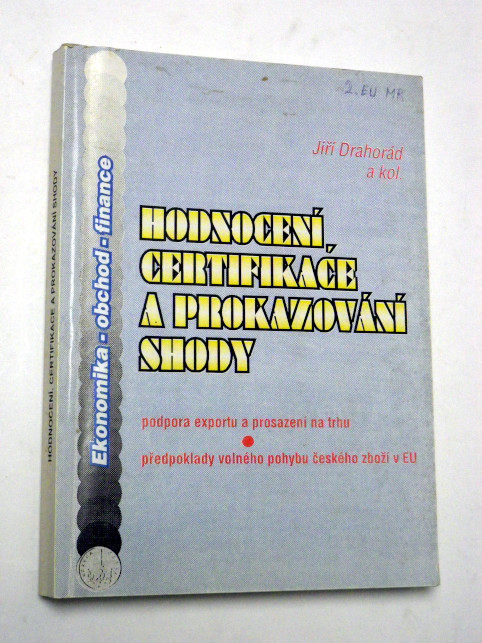 2. EU MR
Jiří Drahorád
a kol.
HODNOCENÍ,
CERTIFIKACE
A PROKAZOVÁNÍ
SHODY
podpora exportu a prosazení na trhu
předpoklady volného pohybu českého zboží v EU
Ekonomika - obchod - finance
HODNOCENÍ, CERTIFIKACE A PROKAZOVÁNÍ SHODY